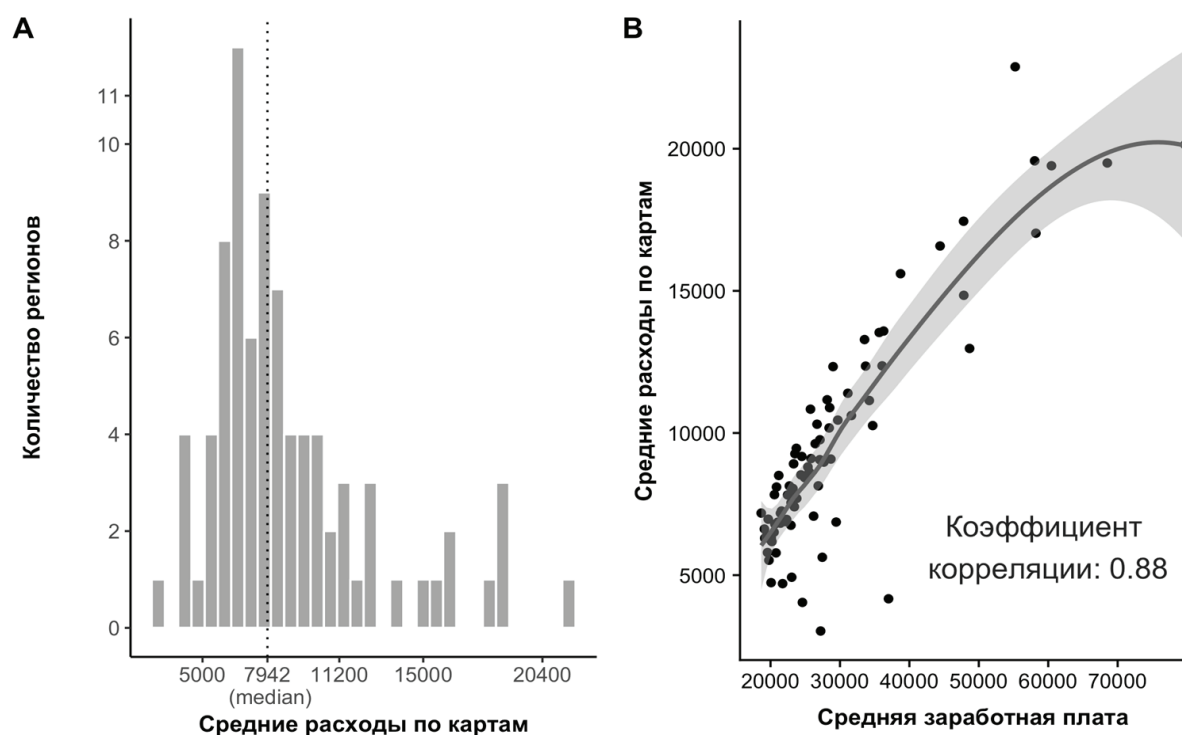 A
Количество регионов
11
10
8
6
4
2
0
5000 7942 11200 15000 20400
(median)
Средние расходы по картам
B
Средние расходы по картам
20000
15000
10000
5000
Коэффициент
корреляции: 0.88
20000 30000 40000 50000 60000 70000
Средняя заработная плата